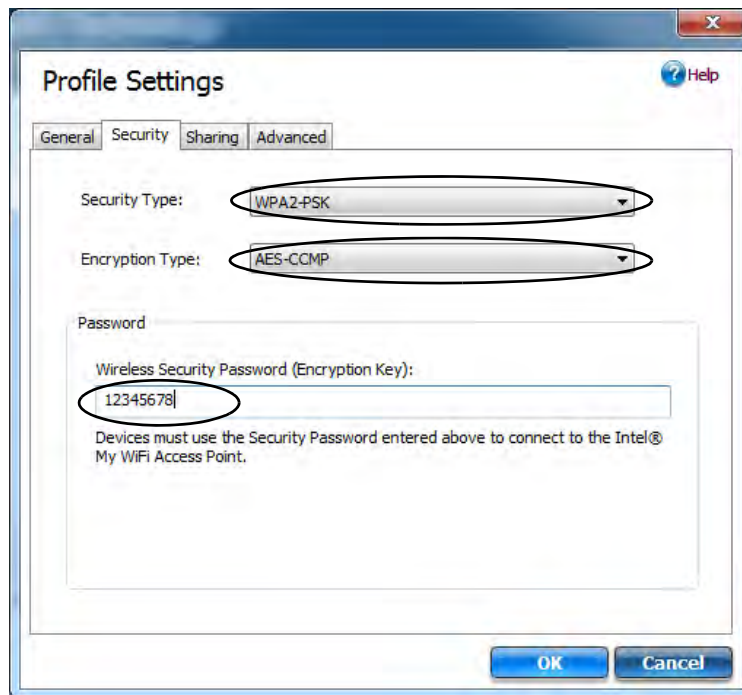 x
Profile Settings
Help
General Security Sharing Advanced
Security Type: WPA2-PSK
Encryption Type: AES-CCMP
Password
Wireless Security Password (Encryption Key):
12345678
Devices must use the Security Password entered above to connect to the Intel®
My WiFi Access Point.
OK Cancel